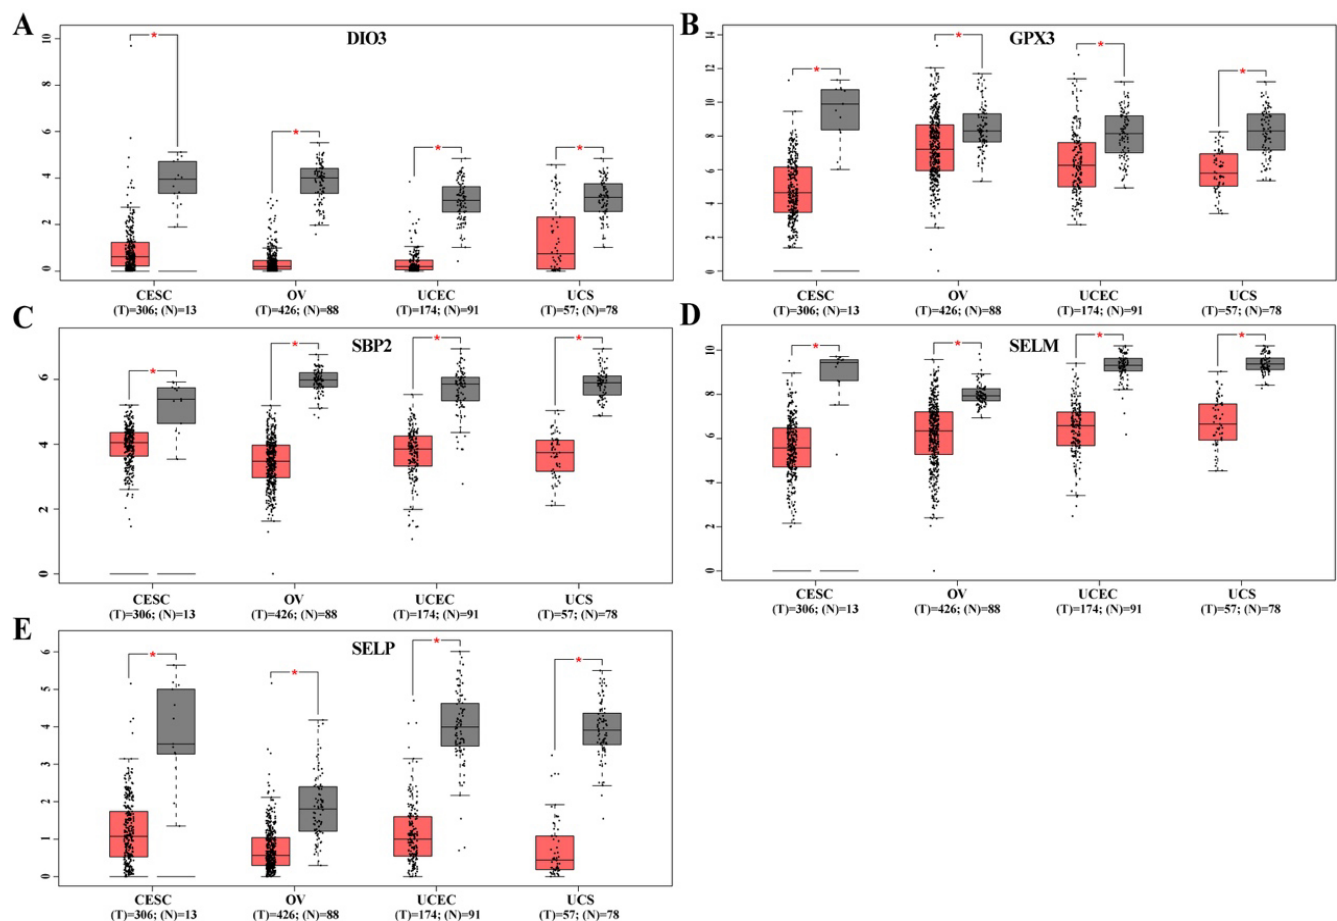 A
DIO3
10
8
6
4
2
0
*
*
*
*
CESC
OV
UCEC
UCS
(T)=306; (N)=13
(T)=426; (N)=88
(T)=174; (N)=91
(T)=57; (N)=78
B
GPX3
14
12
10
8
6
4
2
0
*
*
*
*
CESC
OV
UCEC
UCS
(T)=306; (N)=13
(T)=426; (N)=88
(T)=174; (N)=91
(T)=57; (N)=78
C
SBP2
6
4
2
0
*
*
*
*
CESC
OV
UCEC
UCS
(T)=306; (N)=13
(T)=426; (N)=88
(T)=174; (N)=91
(T)=57; (N)=78
D
SELM
10
8
6
4
2
0
*
*
*
*
CESC
OV
UCEC
UCS
(T)=306; (N)=13
(T)=426; (N)=88
(T)=174; (N)=91
(T)=57; (N)=78
E
SELP
6
5
4
3
2
1
0
*
*
*
*
CESC
OV
UCEC
UCS
(T)=306; (N)=13
(T)=426; (N)=88
(T)=174; (N)=91
(T)=57; (N)=78